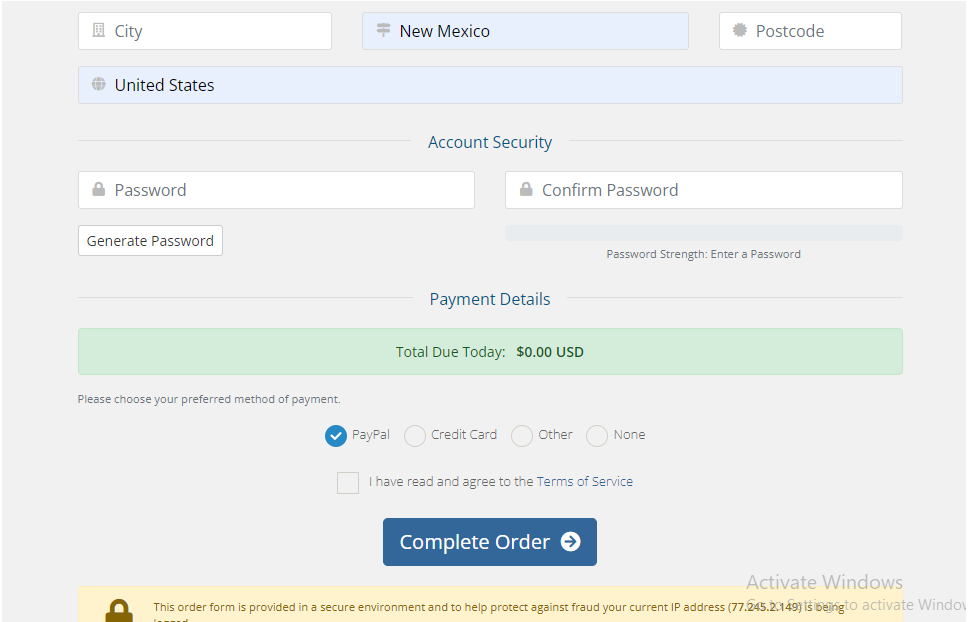 City New Mexico Postcode
United States
Account Security
Password Confirm Password
Generate Password
Password Strength: Enter a Password
Payment Details
Total Due Today: $0.00 USD
Please choose your preferred method of payment.
PayPal Credit Card Other None
I have read and agree to the Terms of Service
Complete Order
Activate Windows
This order form is provided in a secure environment and to help protect against fraud your current IP address (77.245.2.149) is being
Go to Settings to activate Window
logged